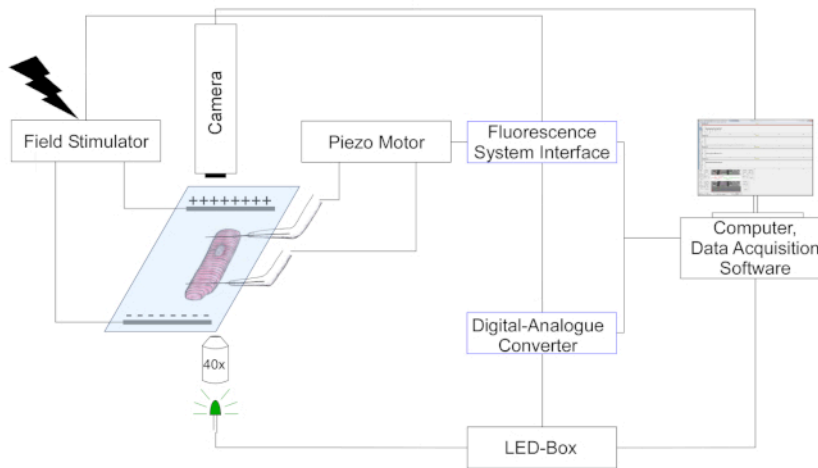 Camera
Field Stimulator
Piezo Motor
Fluorescence
System Interface
++++++++
Computer,
Data Acquisition
Software
- - - - - - - -
Digital-Analogue
Converter
40x
LED-Box